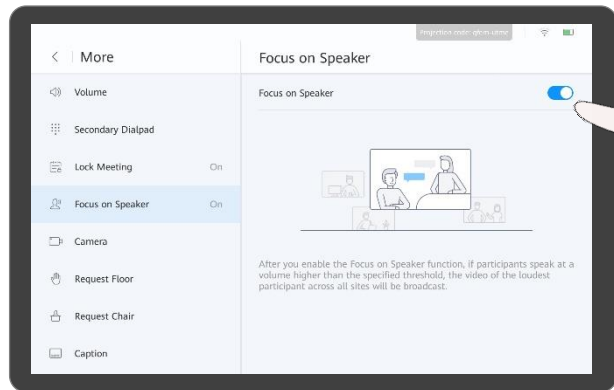 < More
Volume
Secondary Dialpad
Lock Meeting On
Focus on Speaker On
Camera
Request Floor
Request Chair
Caption
Focus on Speaker
Focus on Speaker
After you enable the Focus on Speaker function, if participants speak at a
volume higher than the specified threshold, the video of the loudest
participant across all sites will be broadcast.